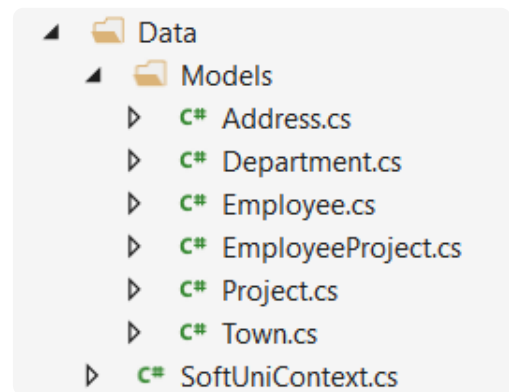 Data
Models
C# Address.cs
C# Department.cs
C# Employee.cs
C# EmployeeProject.cs
C# Project.cs
C# Town.cs
C# SoftUniContext.cs